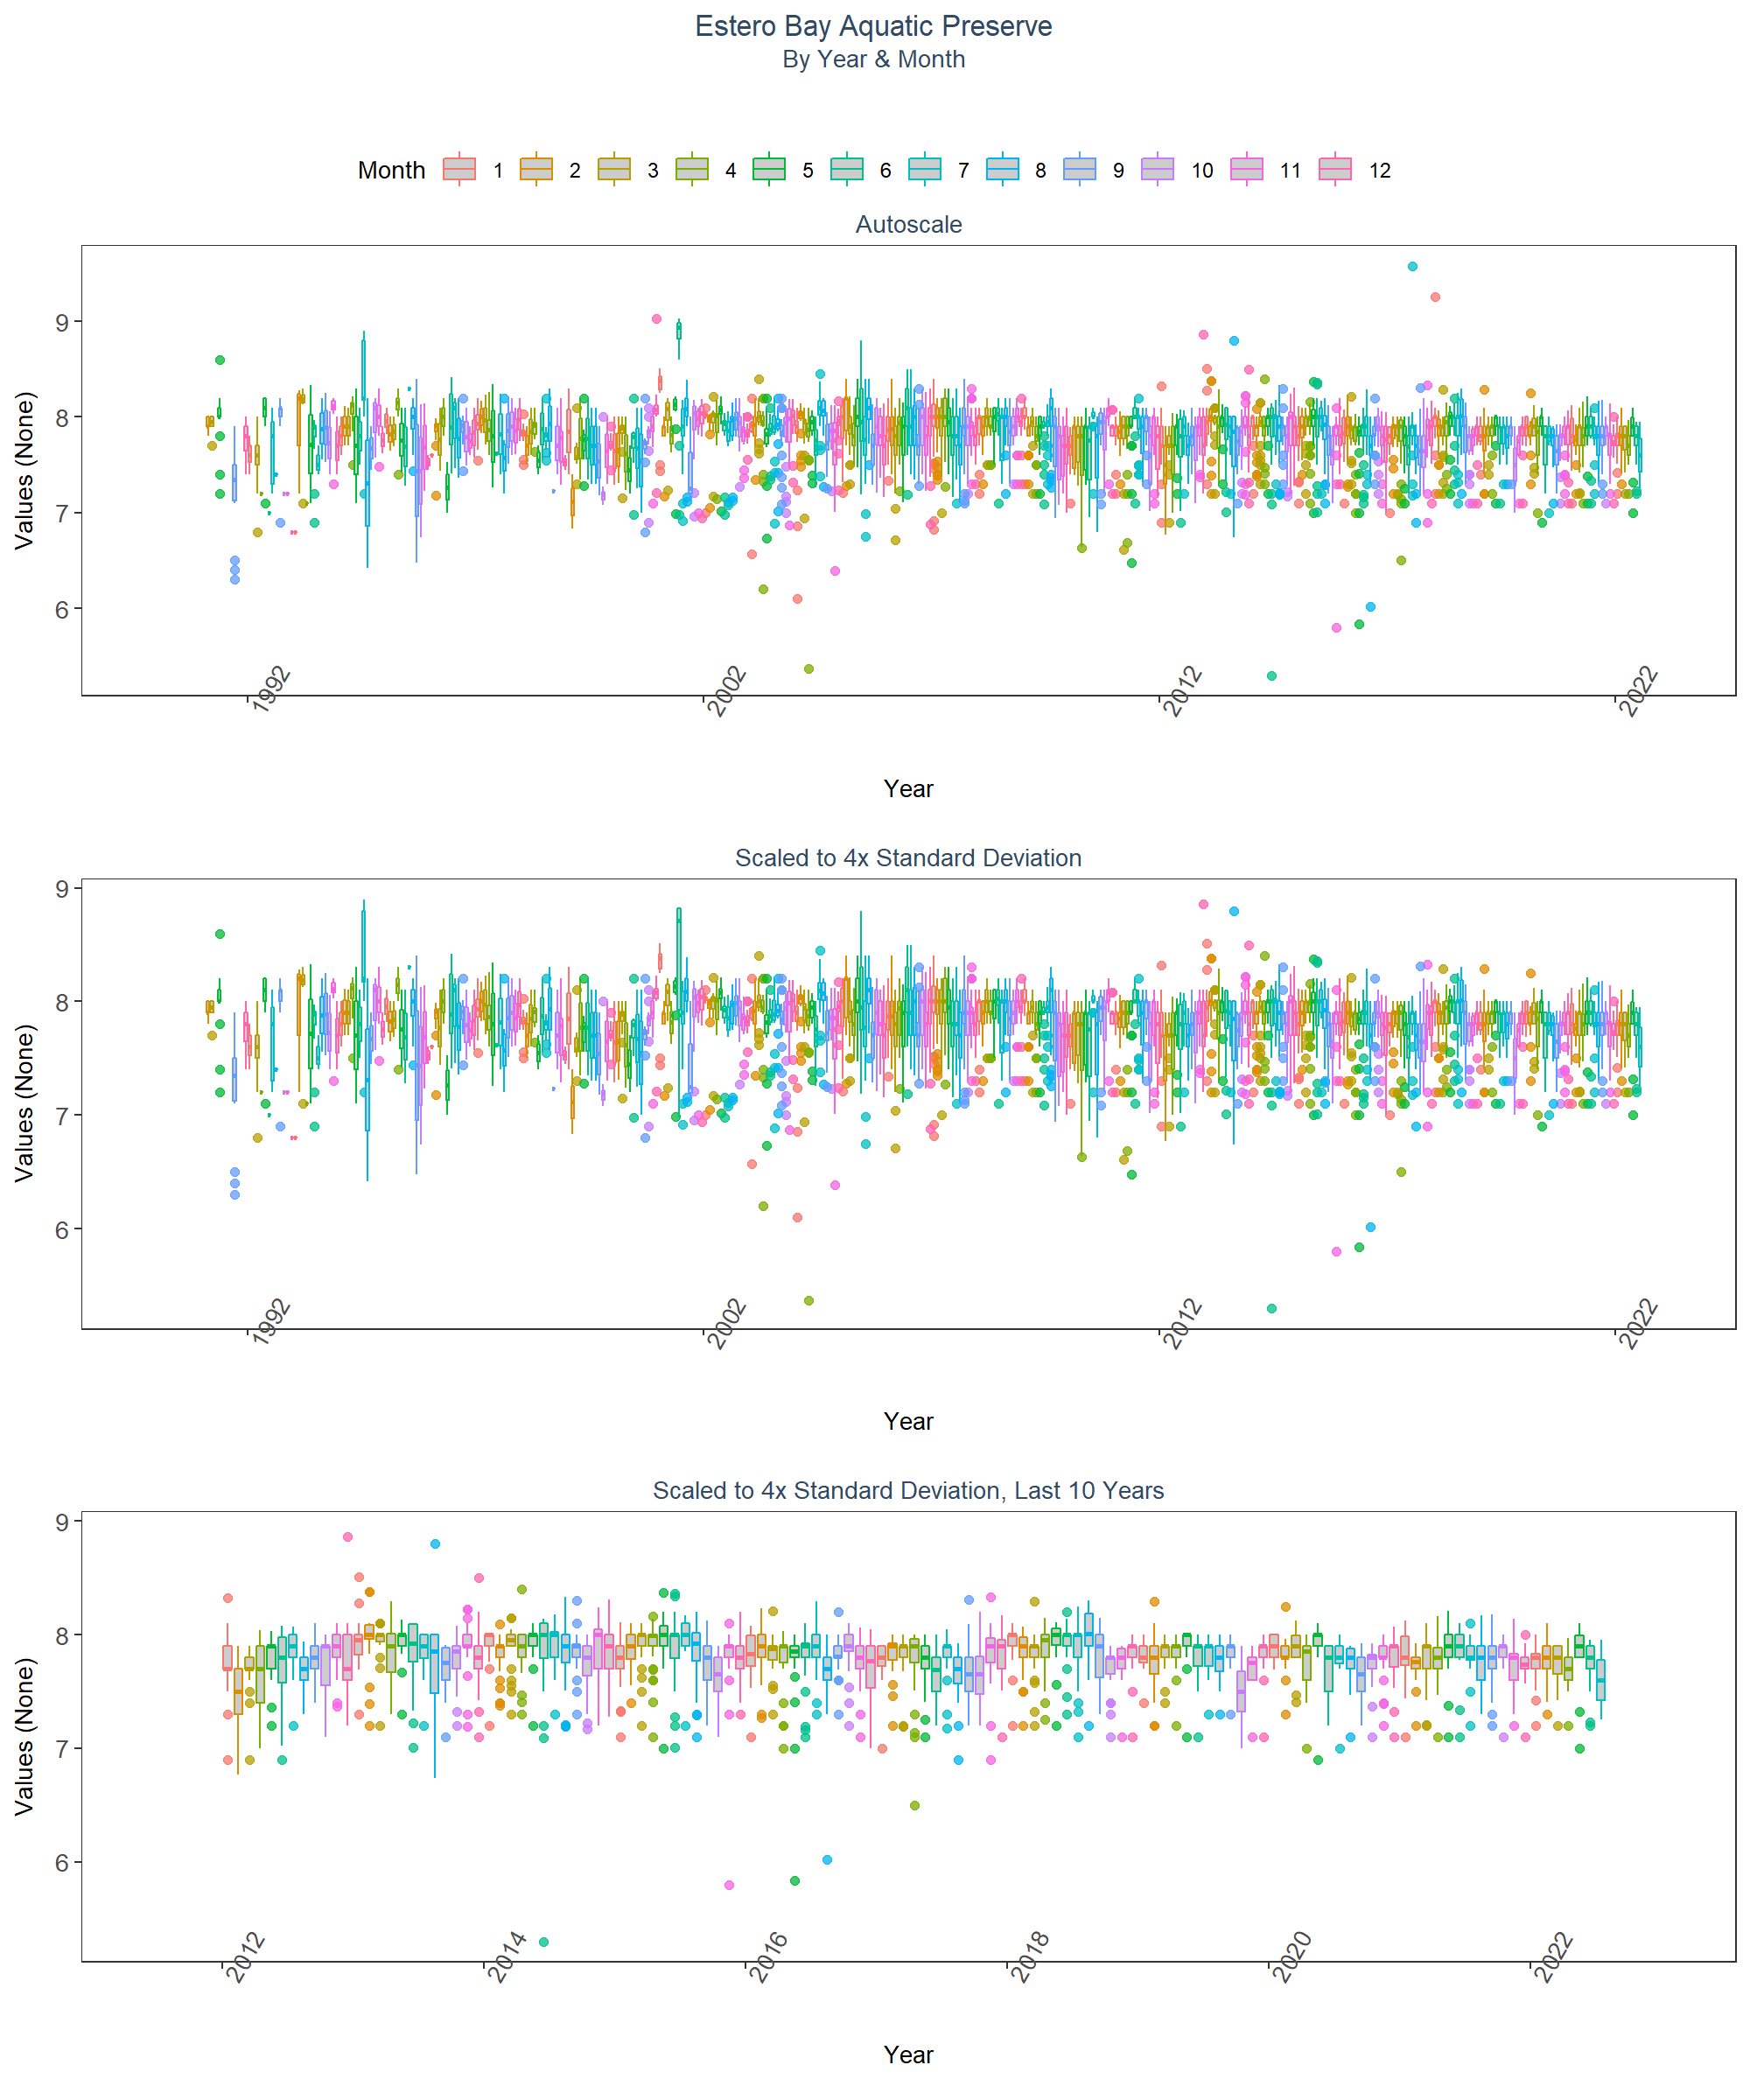 Estero Bay Aquatic Preserve
By Year & Month
Month 1 2 3 4 5 6 7 8 9 10 11 12
Autoscale
Values (None)
9
8
7
6
1992 2002 2012 2022
Year
Scaled to 4x Standard Deviation
Values (None)
9
8
7
6
1992 2002 2012 2022
Year
Scaled to 4x Standard Deviation, Last 10 Years
Values (None)
9
8
7
6
2012 2014 2016 2018 2020 2022
Year